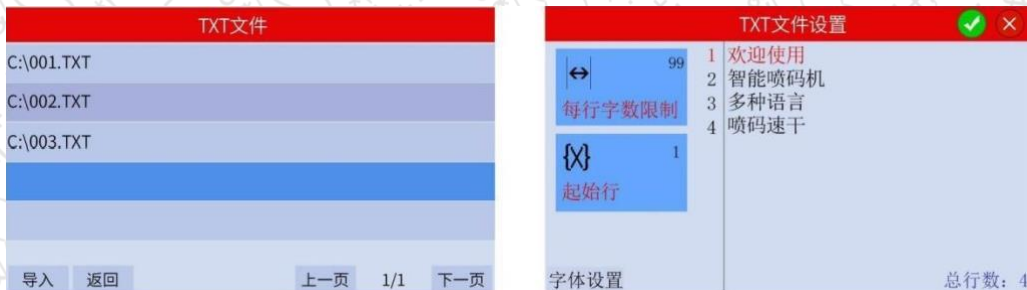 TXT文件
C:\001.TXT
C:\002.TXT
C:\003.TXT
导入 返回 上一页 1/1 下一页
TXT文件设置
99
每行字数限制
{X} 1
起始行
1 欢迎使用
2 智能喷码机
3 多种语言
4 喷码速干
字体设置 总行数：4